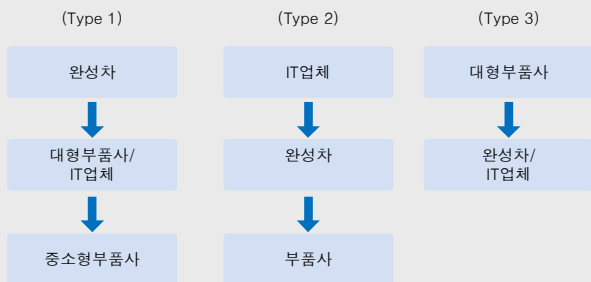 (Type 1)
(Type 2)
(Type 3)
완성차
IT업체
대형부품사
대형부품사/
IT업체
완성차
완성차/
IT업체
중소형부품사
부품사